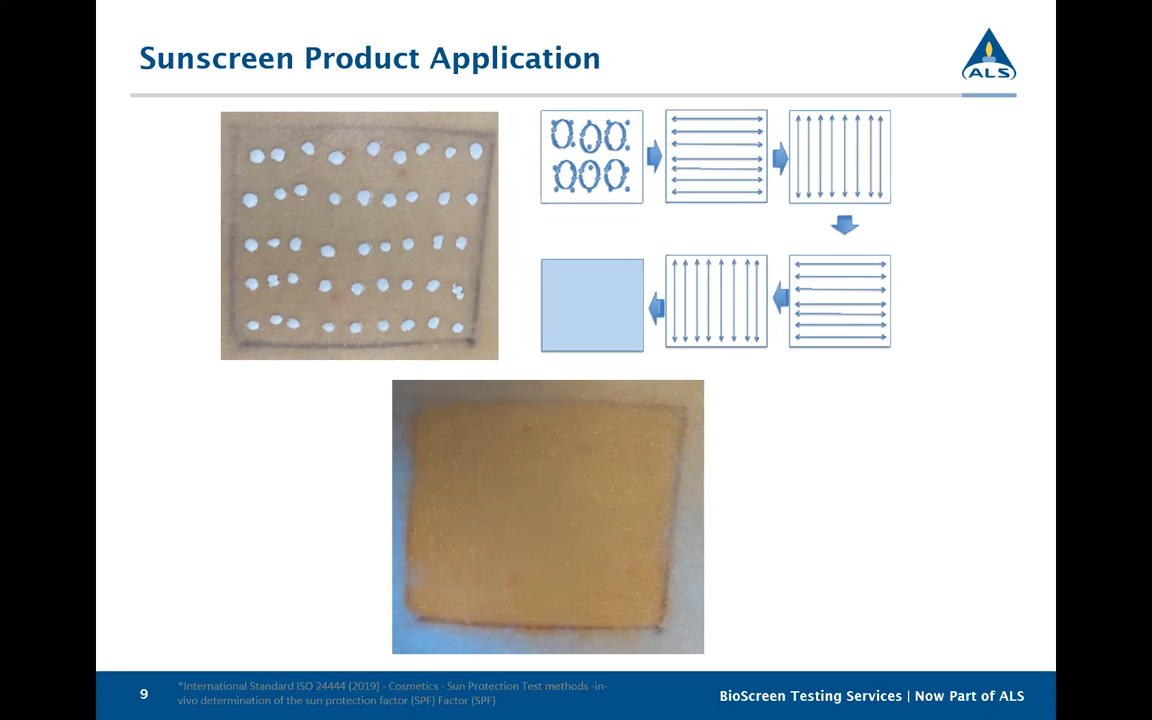 Sunscreen Product Application
ALS
9
*International Standard ISO 24444 (2019) - Cosmetics - Sun Protection Test methods -in-
vivo determination of the sun protection factor (SPF) Factor (SPF)
BioScreen Testing Services | Now Part of ALS